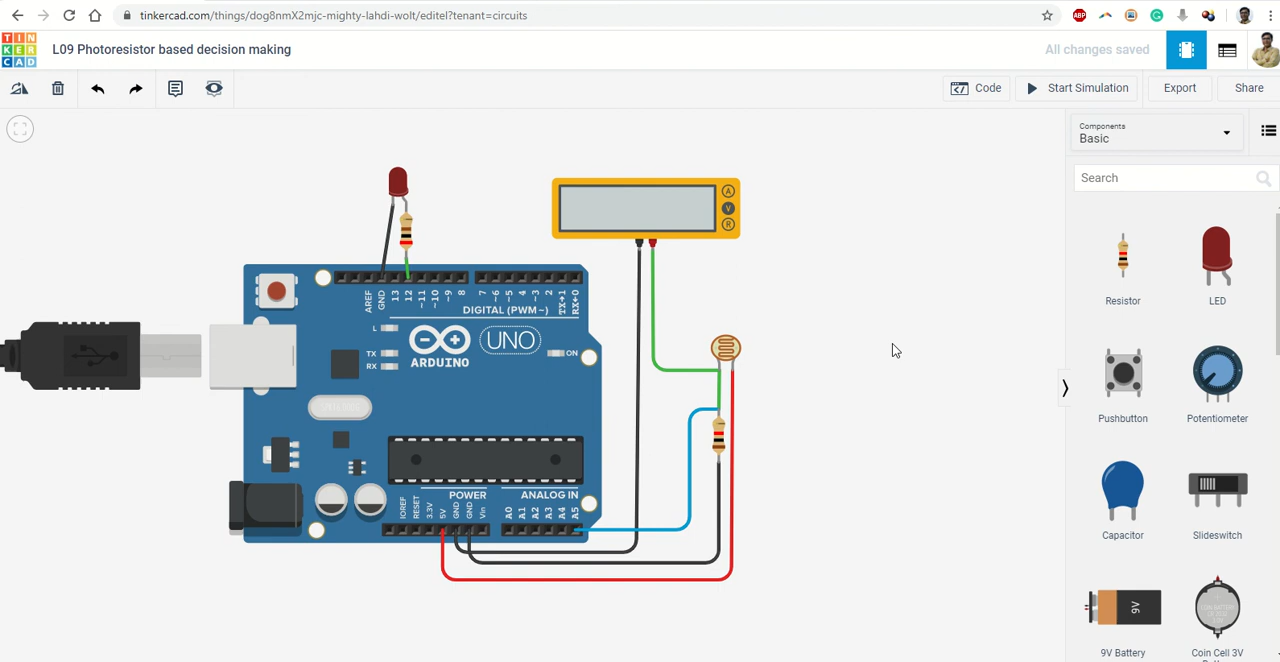 tinkercad.com/things/dog8nmX2mjc-mighty-lahdi-wolt/editel?tenant=circuits
ABP
TIN
KER
CAD
L09 Photoresistor based decision making
All changes saved
Code
Start Simulation
Export
Share
Components
Basic
Search
Resistor
LED
Pushbutton
Potentiometer
Capacitor
Slideswitch
9V
9V Battery
Coin Cell 3V
A
V
R
AREF
GND
13
12
~11
~10
~9
8
7
~6
~5
4
~3
2
TX→1
RX←0
DIGITAL (PWM~)
L
TX
RX
ARDUINO
UNO
ON
POWER
ANALOG IN
IOREF
RESET
3.3V
5V
GND
GND
Vin
A0
A1
A2
A3
A4
A5